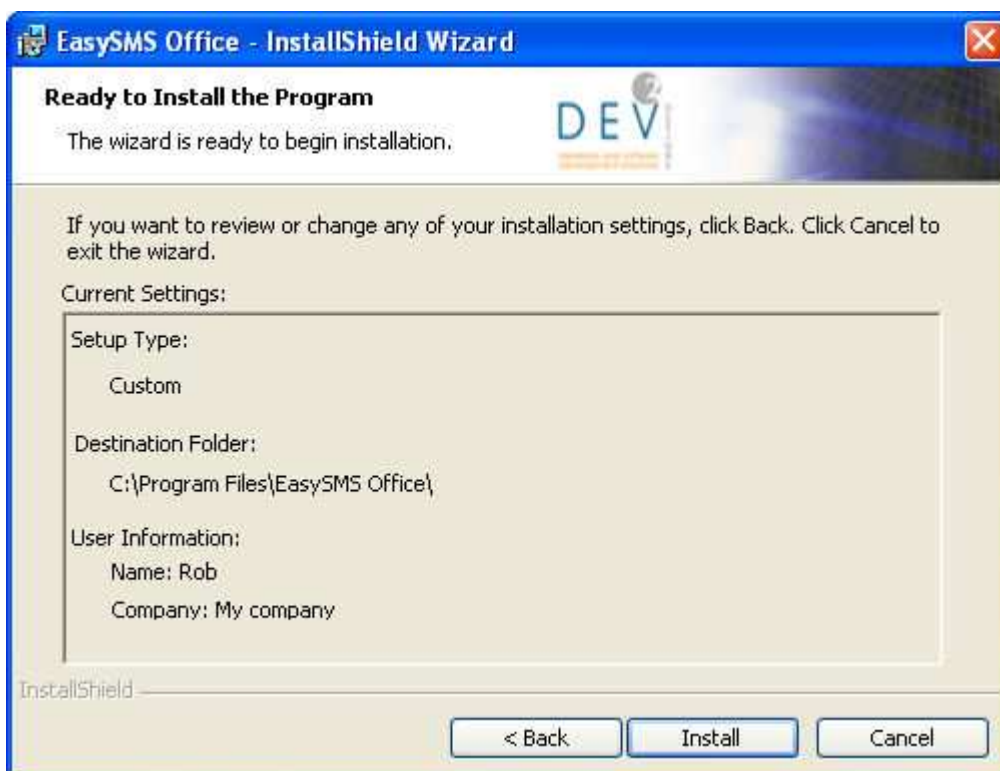 EasySMS Office - InstallShield Wizard
Ready to Install the Program
The wizard is ready to begin installation.
DEV
2
If you want to review or change any of your installation settings, click Back. Click Cancel to
exit the wizard.
Current Settings:
Setup Type:
Custom
Destination Folder:
C:\Program Files\EasySMS Office\
User Information:
Name: Rob
Company: My company
InstallShield
< Back
Install
Cancel